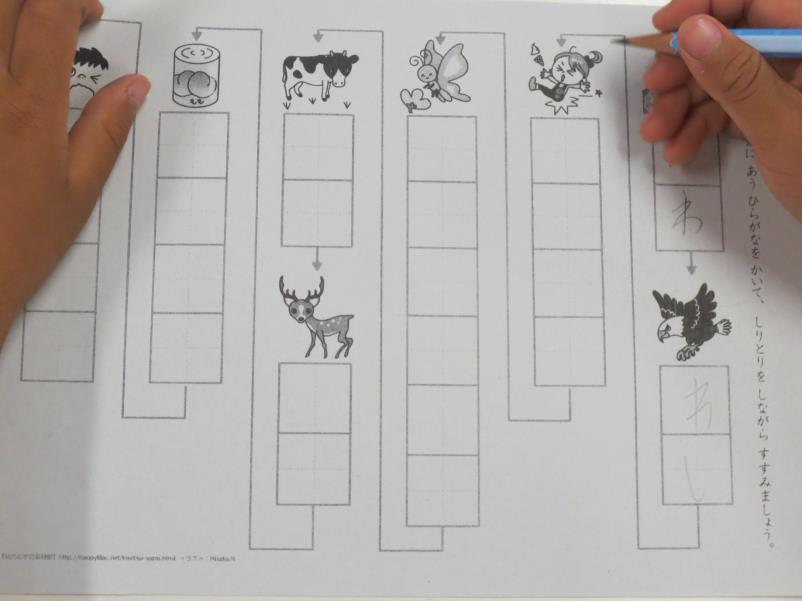 に あう ひらがなを かいて、 しりとりを しながら すすみましょう。
わ
わ
し